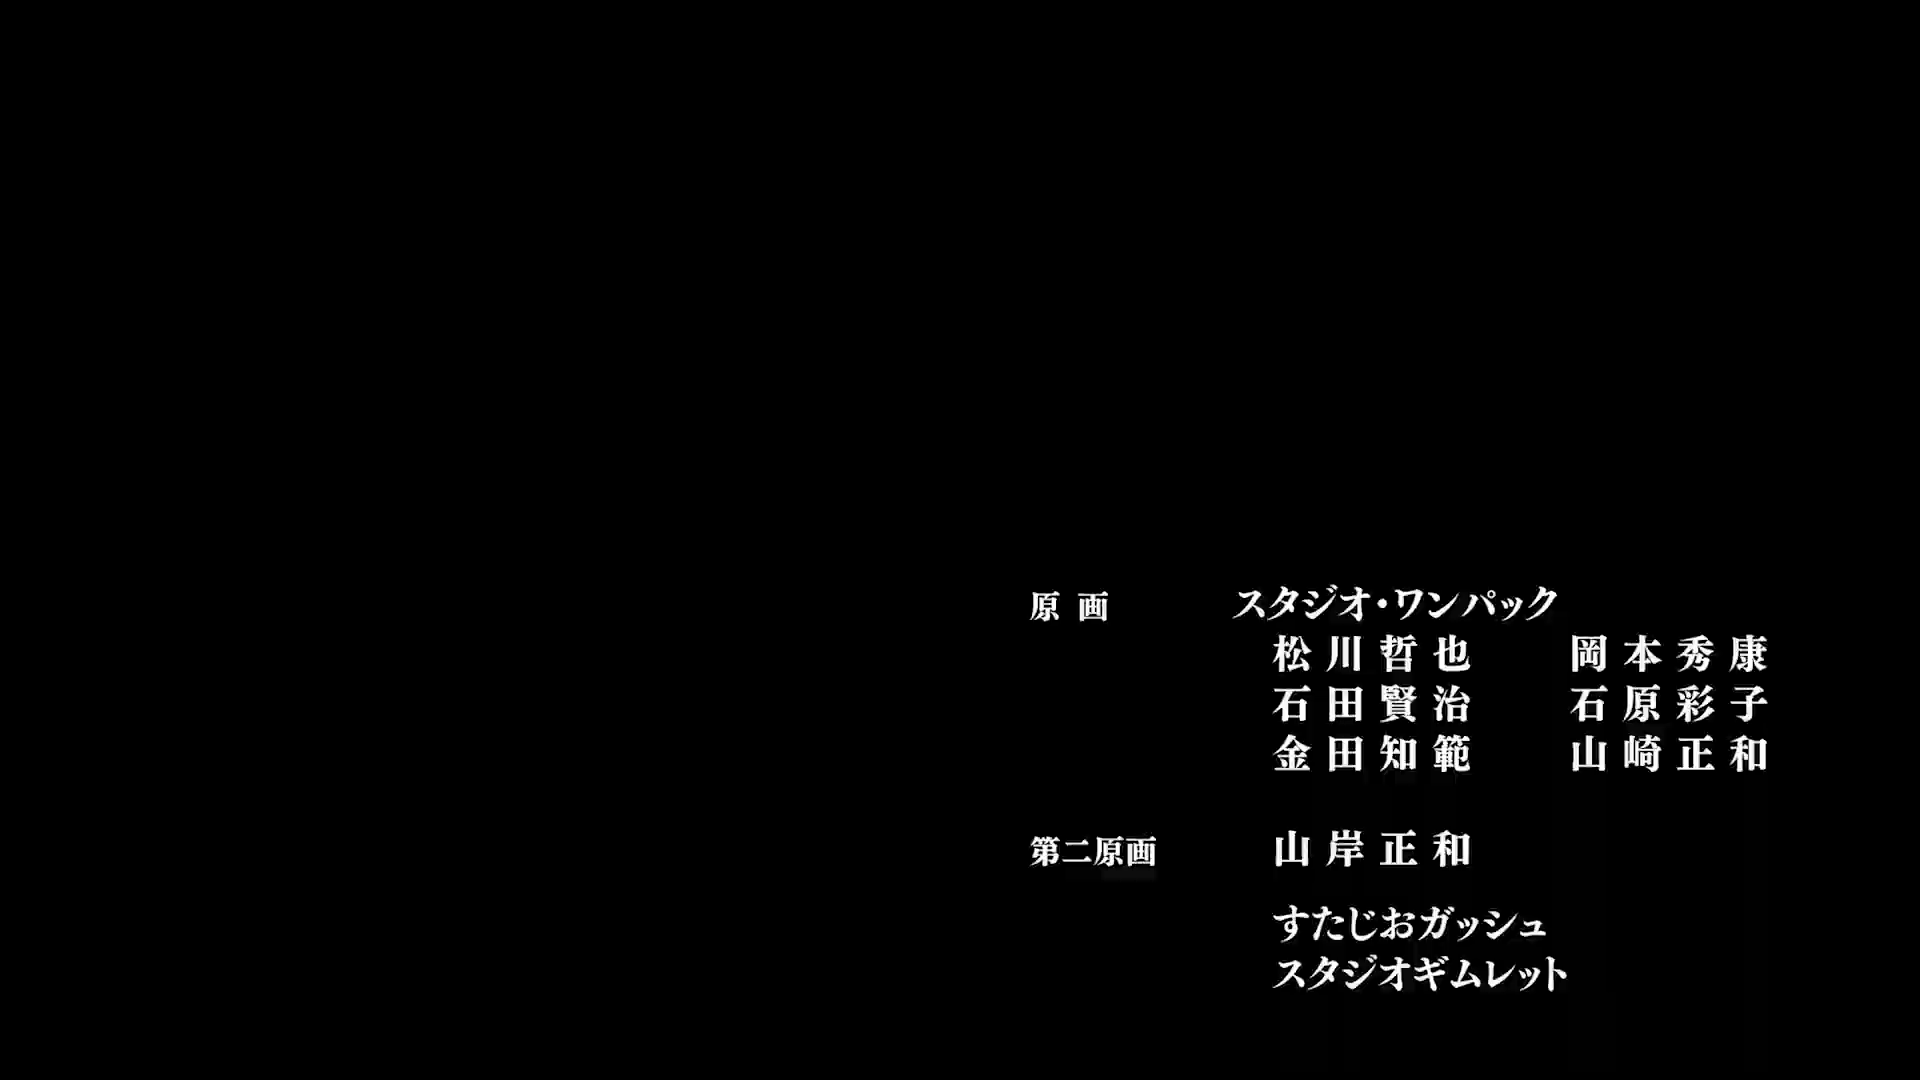 原画 スタジオ・ワンパック
松川哲也 岡本秀康
石田賢治 石原彩子
金田知範 山崎正和
第二原画 山岸正和
すたじおガッシュ
スタジオギムレット